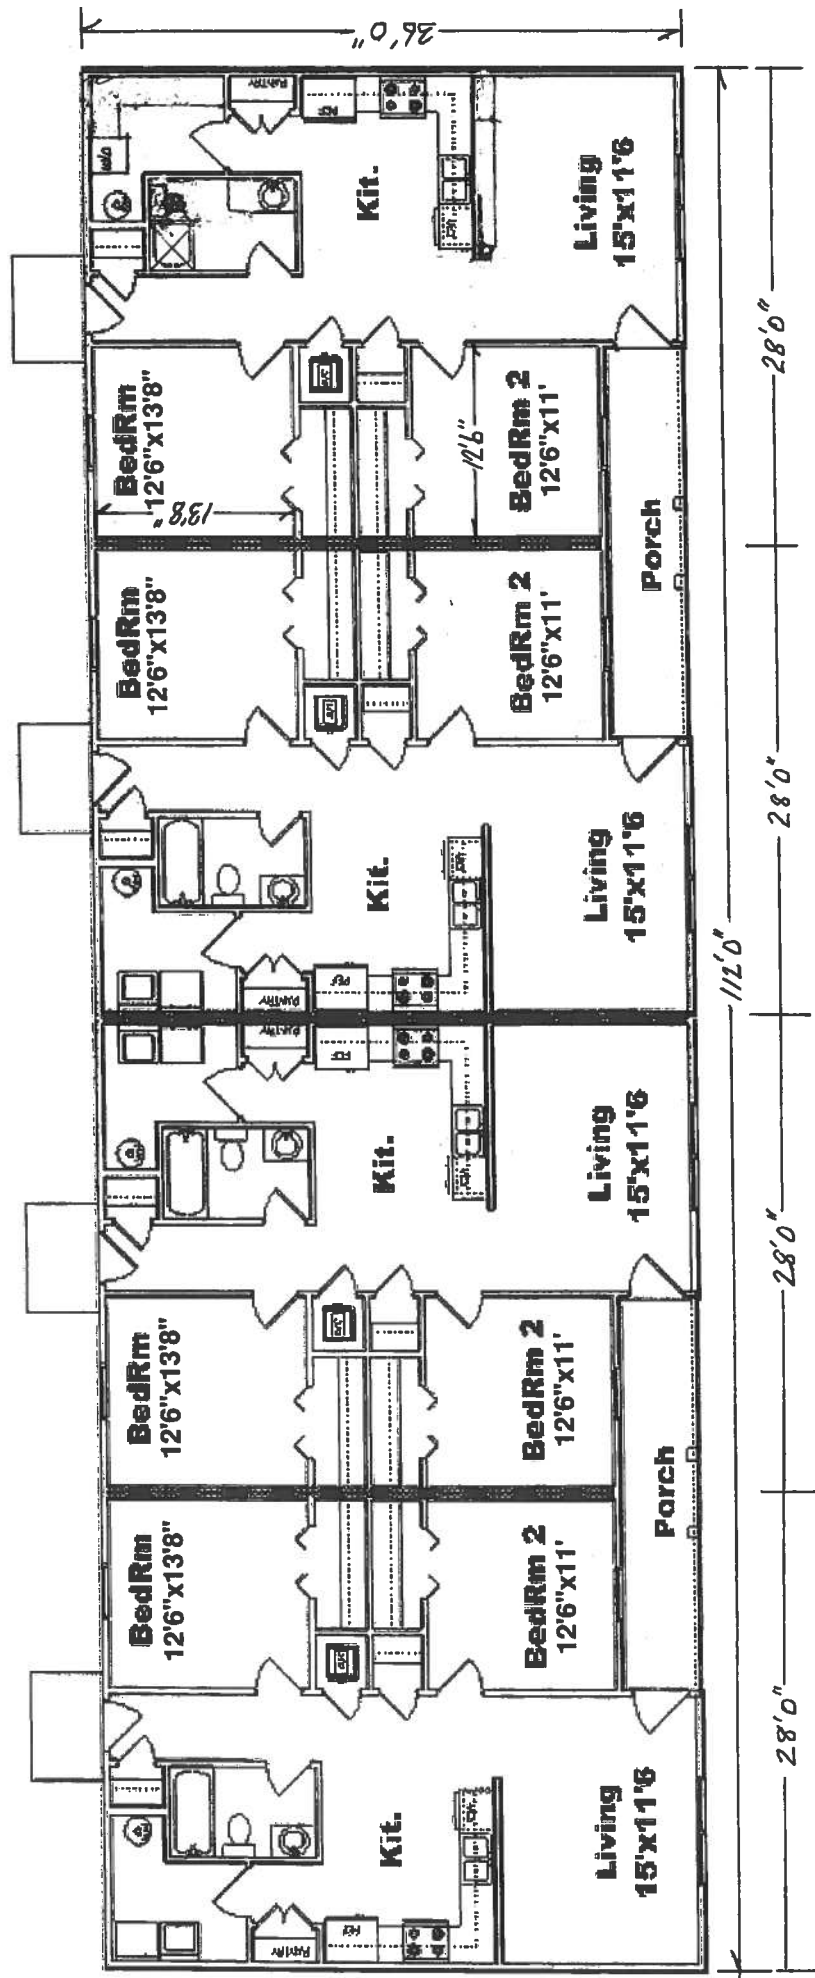 36'0"
PANTRY
REF
W/D
Kit.
Living
15'x11'6
BedRm
12'6"x13'8"
13'8"
A/C
12'6"
BedRm 2
12'6"x11'
Porch
28'0"
BedRm
12'6"x13'8"
A/C
BedRm 2
12'6"x11'
Kit.
Living
15'x11'6
REF
PANTRY
28'0"
112'0"
PANTRY
REF
Kit.
Living
15'x11'6
28'0"
BedRm
12'6"x13'8"
A/C
BedRm 2
12'6"x11'
Porch
BedRm
12'6"x13'8"
A/C
BedRm 2
12'6"x11'
28'0"
Kit.
Living
15'x11'6
REF
PANTRY